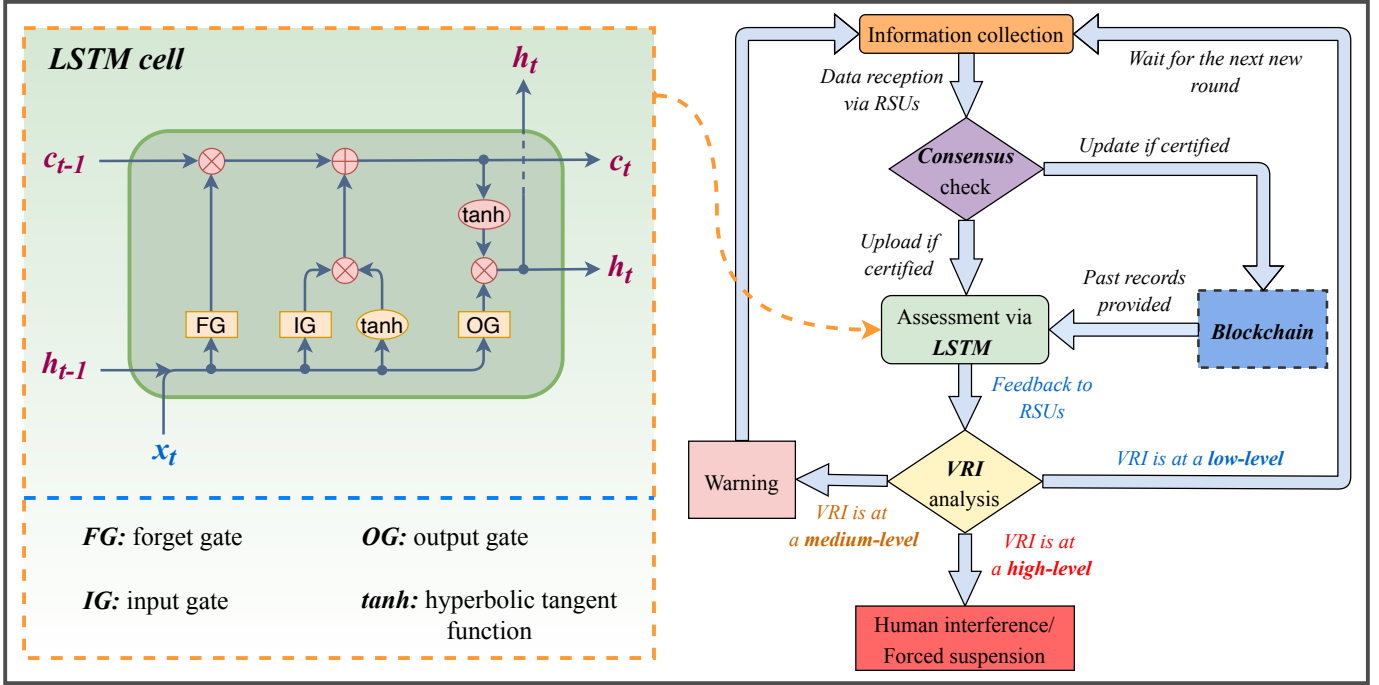 LSTM cell
h_t
c_{t-1}
c_t
tanh
h_t
FG
IG
tanh
OG
h_{t-1}
x_t
FG: forget gate
OG: output gate
IG: input gate
tanh: hyperbolic tangent
function
Information collection
Data reception
via RSUs
Wait for the next new
round
Consensus
check
Update if certified
Upload if
certified
Past records
provided
Assessment via
LSTM
Blockchain
Feedback to
RSUs
VRI
analysis
VRI is at a low-level
Warning
VRI is at
a medium-level
VRI is at
a high-level
Human interference/
Forced suspension